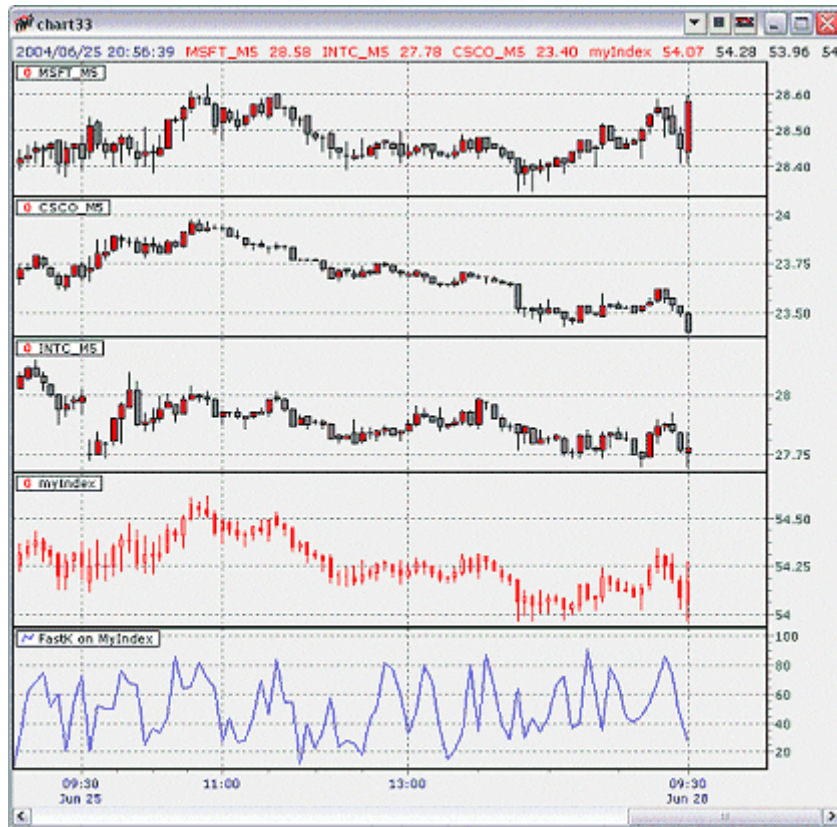 chart33
2004/06/25 20:56:39 MSFT_M5 28.58 INTC_M5 27.78 CSCO_M5 23.40 myIndex 54.07 54.28 53.96 54
MSFT_M5
28.60
28.50
28.40
CSCO_M5
24
23.75
23.50
INTC_M5
28
27.75
myIndex
54.50
54.25
54
FastK on MyIndex
100
80
60
40
20
09:30 11:00 13:00 09:30
Jun 25 Jun 28